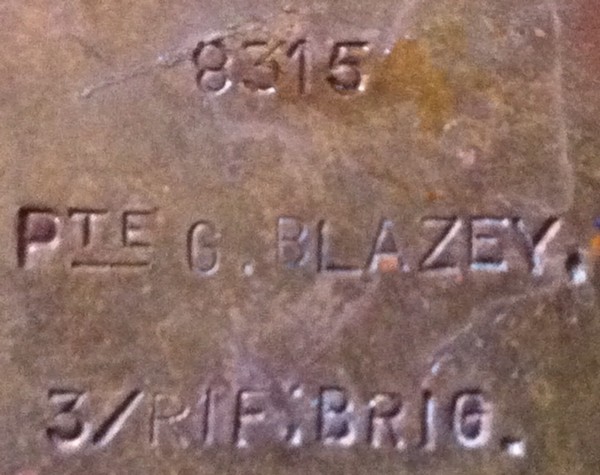 8315
PTE G. BLAZEY.
3/RIF:BRIG.